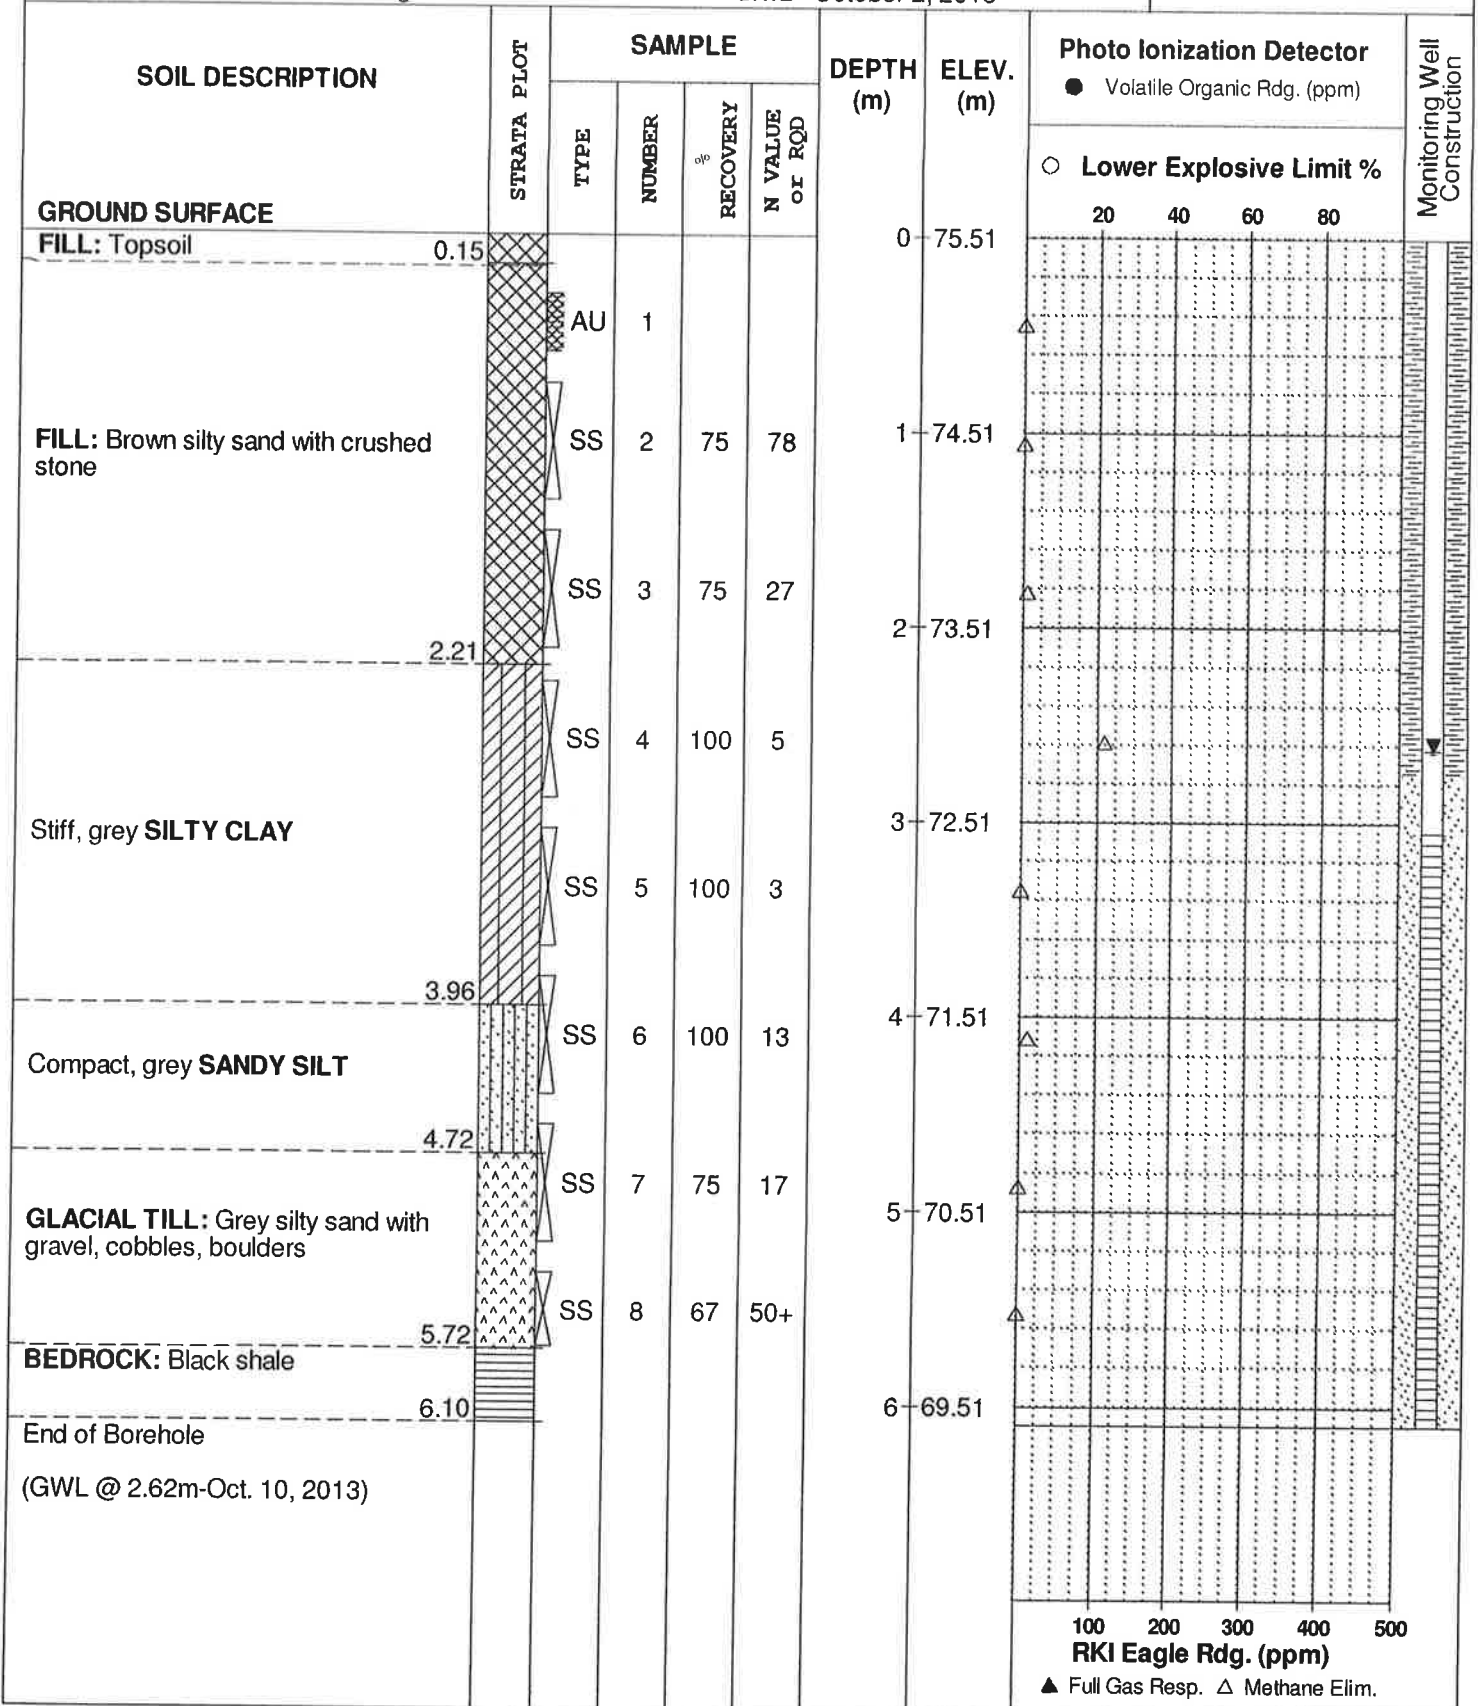 SOIL DESCRIPTION
STRATA PLOT
SAMPLE
TYPE
NUMBER
% RECOVERY
N VALUE or RQD
DEPTH (m)
ELEV. (m)
Photo Ionization Detector
● Volatile Organic Rdg. (ppm)
○ Lower Explosive Limit %
20 40 60 80
Monitoring Well Construction
GROUND SURFACE
0 75.51
FILL: Topsoil 0.15
AU 1
FILL: Brown silty sand with crushed
stone
SS 2 75 78
1 74.51
SS 3 75 27
2 73.51
2.21
SS 4 100 5
Stiff, grey SILTY CLAY
3 72.51
SS 5 100 3
3.96
4 71.51
SS 6 100 13
Compact, grey SANDY SILT
4.72
SS 7 75 17
5 70.51
GLACIAL TILL: Grey silty sand with
gravel, cobbles, boulders
SS 8 67 50+
5.72
BEDROCK: Black shale
6 69.51
6.10
End of Borehole
(GWL @ 2.62m-Oct. 10, 2013)
100 200 300 400 500
RKI Eagle Rdg. (ppm)
▲ Full Gas Resp. △ Methane Elim.